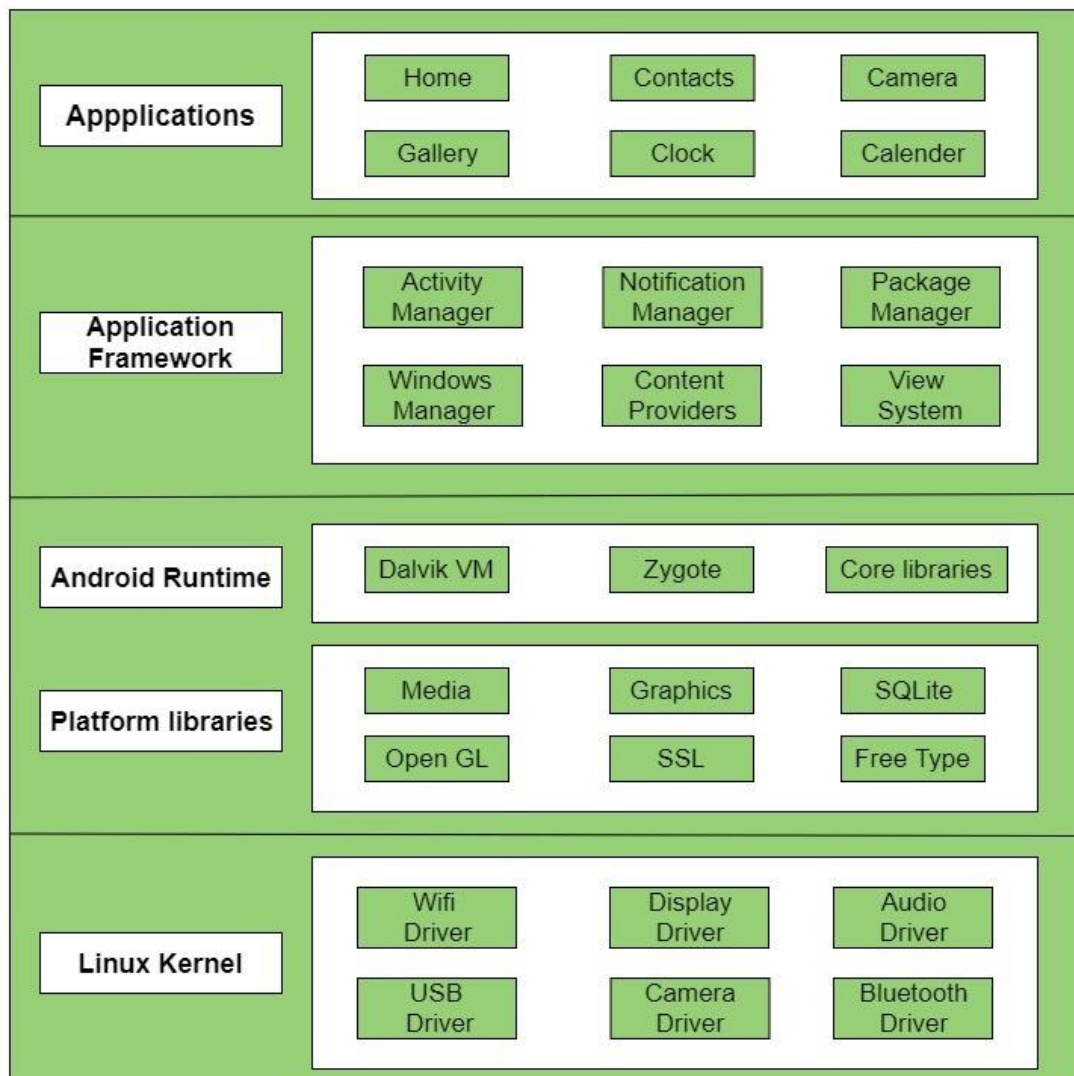 Appplications
Home
Contacts
Camera
Gallery
Clock
Calender
Application
Framework
Activity
Manager
Notification
Manager
Package
Manager
Windows
Manager
Content
Providers
View
System
Android Runtime
Dalvik VM
Zygote
Core libraries
Platform libraries
Media
Graphics
SQLite
Open GL
SSL
Free Type
Linux Kernel
Wifi
Driver
Display
Driver
Audio
Driver
USB
Driver
Camera
Driver
Bluetooth
Driver